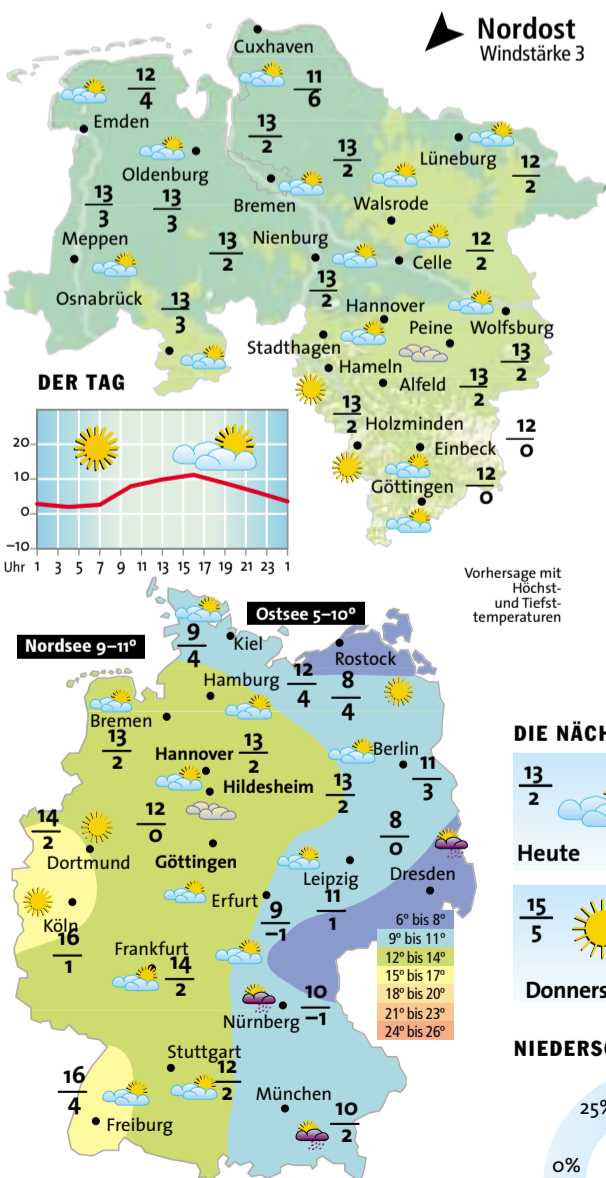 Nordost
Windstärke 3
Cuxhaven
12
4
11
6
Emden
13
2
13
2
Lüneburg
12
2
Oldenburg
Bremen
Walsrode
13
3
13
3
Meppen
13
2
Nienburg
Celle
12
2
Osnabrück
13
3
13
2
Hannover
Peine
Wolfsburg
Stadthagen
13
2
Hameln
Alfeld
13
2
13
2
Holzminden
Einbeck
12
0
Göttingen
12
0
DER TAG
20
10
0
−10
Uhr 1 3 5 7 9 11 13 15 17 19 21 23 1
Vorhersage mit
Höchst-
und Tiefst-
temperaturen
Ostsee 5–10°
Nordsee 9–11°
9
4
Kiel
Rostock
Hamburg
12
4
8
4
Bremen
13
2
Hannover
13
2
Berlin
11
3
Hildesheim
13
2
14
2
12
0
8
0
Dortmund
Göttingen
Leipzig
Dresden
Köln
16
1
Erfurt
9
−1
11
1
6° bis 8°
9° bis 11°
12° bis 14°
15° bis 17°
18° bis 20°
21° bis 23°
24° bis 26°
Frankfurt
14
2
10
−1
Nürnberg
Stuttgart
12
2
16
4
München
10
2
Freiburg
DIE NÄCH
13
2
Heute
15
5
Donners
NIEDERSC
25%
0%